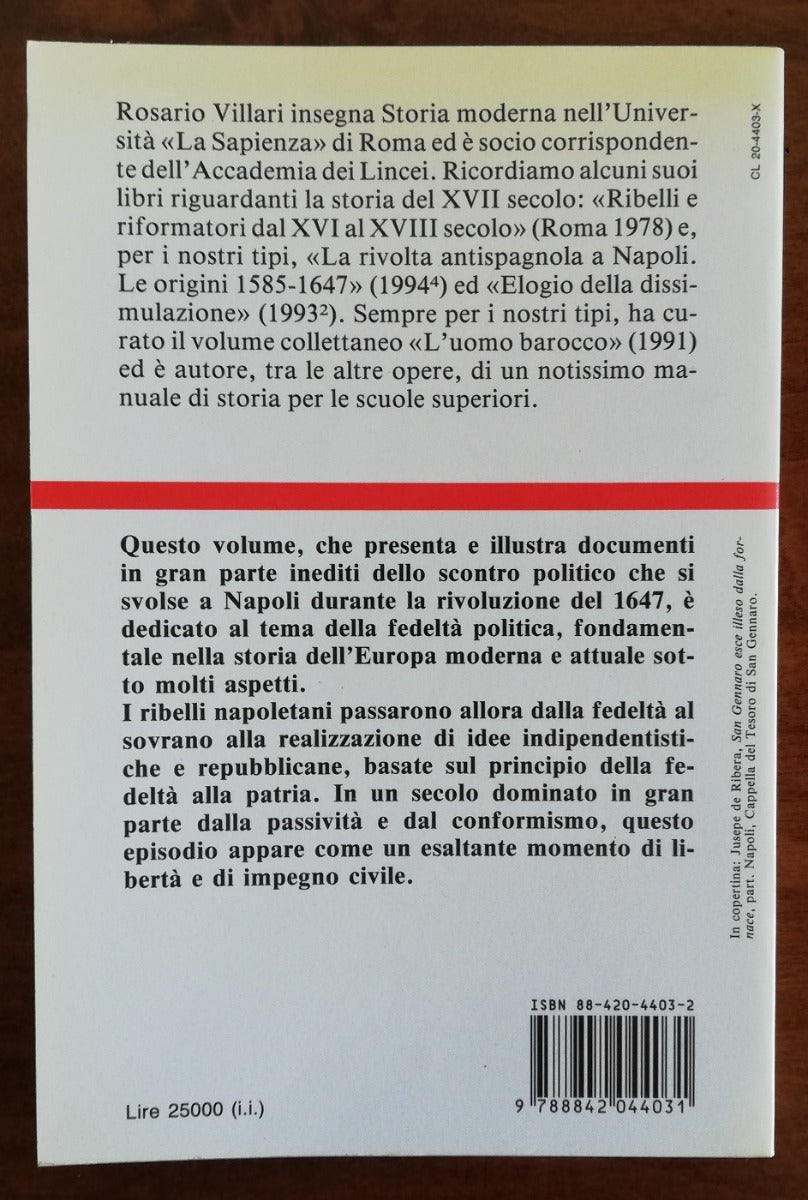 Rosario Villari insegna Storia moderna nell'Univer-
sità «La Sapienza» di Roma ed è socio corrisponden-
te dell'Accademia dei Lincei. Ricordiamo alcuni suoi
libri riguardanti la storia del XVII secolo: «Ribelli e
riformatori dal XVI al XVIII secolo» (Roma 1978) e,
per i nostri tipi, «La rivolta antispagnola a Napoli.
Le origini 1585-1647» (1994⁴) ed «Elogio della dissi-
mulazione» (1993²). Sempre per i nostri tipi, ha cu-
rato il volume collettaneo «L'uomo barocco» (1991)
ed è autore, tra le altre opere, di un notissimo ma-
nuale di storia per le scuole superiori.
CL 20-4403-X
Questo volume, che presenta e illustra documenti
in gran parte inediti dello scontro politico che si
svolse a Napoli durante la rivoluzione del 1647, è
dedicato al tema della fedeltà politica, fondamen-
tale nella storia dell'Europa moderna e attuale sot-
to molti aspetti.
I ribelli napoletani passarono allora dalla fedeltà al
sovrano alla realizzazione di idee indipendentisti-
che e repubblicane, basate sul principio della fe-
deltà alla patria. In un secolo dominato in gran
parte dalla passività e dal conformismo, questo
episodio appare come un esaltante momento di li-
bertà e di impegno civile.
In copertina: Jusepe de Ribera, San Gennaro esce illeso dalla for-
nace, part. Napoli, Cappella del Tesoro di San Gennaro.
ISBN 88-420-4403-2
9 788842 044031
Lire 25000 (i.i.)